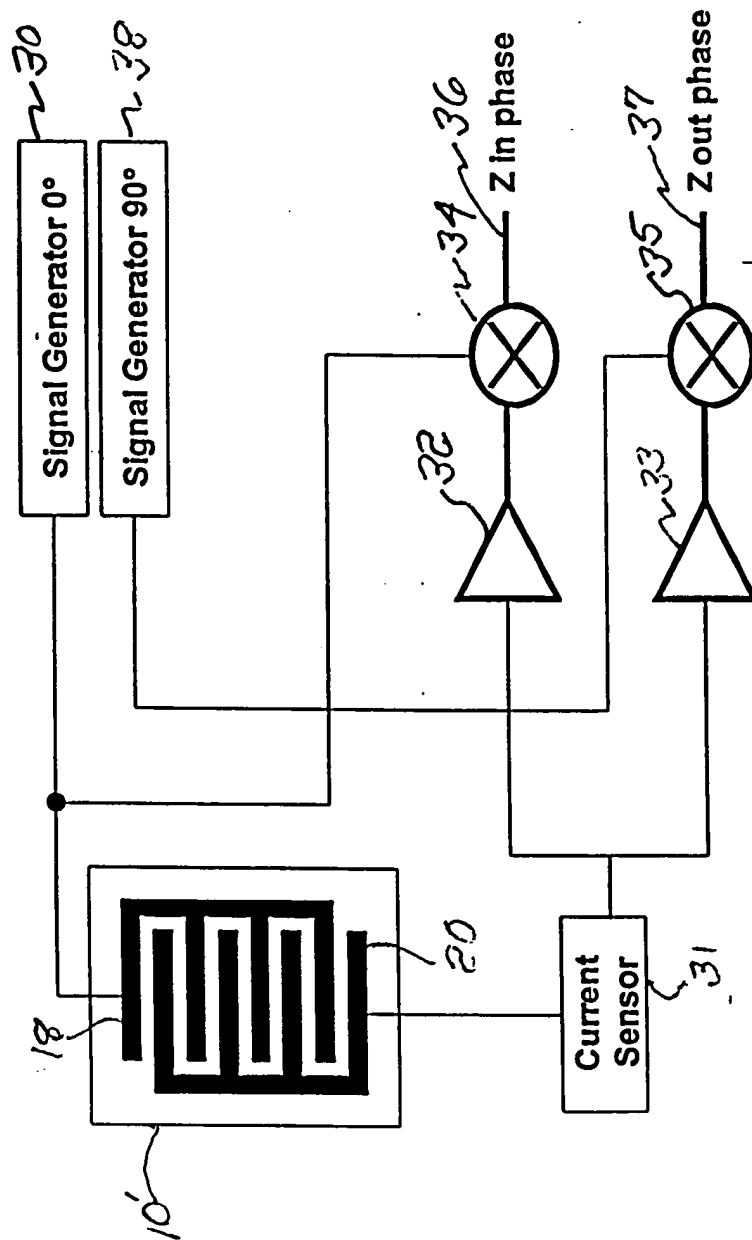 Signal Generator 0°
30
Signal Generator 90°
38
18
20
10'
Current
Sensor
31
32
34
36
Z in phase
33
35
37
Z out phase